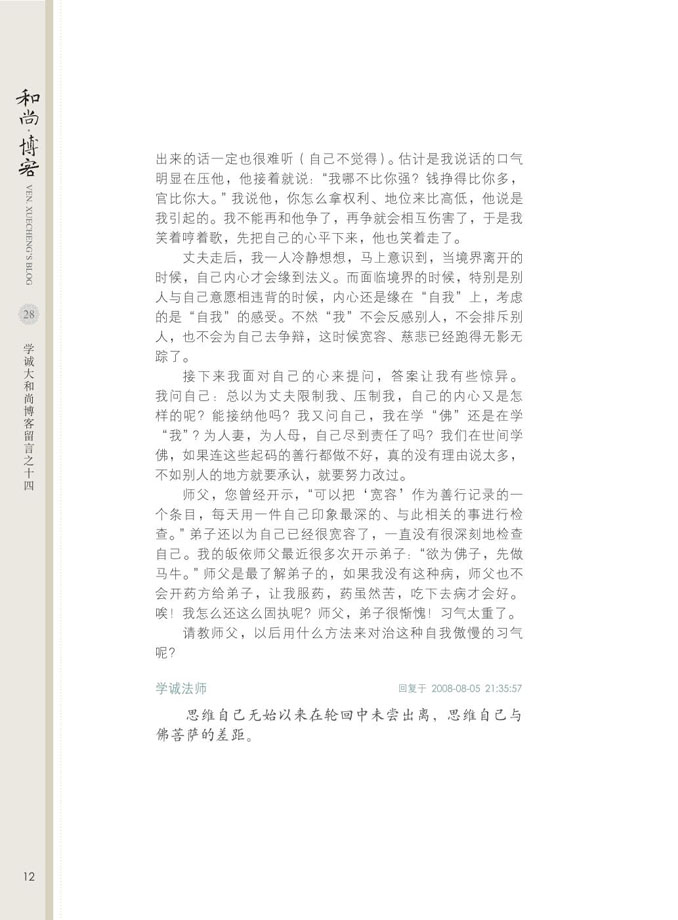 和尚·博客
VEN. XUECHENG'S BLOG
28
学诚大和尚博客留言之十四
出来的话一定也很难听（自己不觉得）。估计是我说话的口气
明显在压他，他接着就说：“我哪不比你强？钱挣得比你多，
官比你大。”我说他，你怎么拿权利、地位来比高低，他说是
我引起的。我不能再和他争了，再争就会相互伤害了，于是我
笑着哼着歌，先把自己的心平下来，他也笑着走了。
丈夫走后，我一人冷静想想，马上意识到，当境界离开的
时候，自己内心才会缘到法义。而面临境界的时候，特别是别
人与自己意愿相违背的时候，内心还是缘在“自我”上，考虑
的是“自我”的感受。不然“我”不会反感别人，不会排斥别
人，也不会为自己去争辩，这时候宽容、慈悲已经跑得无影无
踪了。
接下来我面对自己的心来提问，答案让我有些惊异。
我问自己：总以为丈夫限制我、压制我，自己的内心又是怎
样的呢？能接纳他吗？我又问自己，我在学“佛”还是在学
“我”？为人妻，为人母，自己尽到责任了吗？我们在世间学
佛，如果连这些起码的善行都做不好，真的没有理由说太多，
不如别人的地方就要承认，就要努力改过。
师父，您曾经开示，“可以把‘宽容’作为善行记录的一
个条目，每天用一件自己印象最深的、与此相关的事进行检
查。”弟子还以为自己已经很宽容了，一直没有很深刻地检查
自己。我的皈依师父最近很多次开示弟子：“欲为佛子，先做
马牛。”师父是最了解弟子的，如果我没有这种病，师父也不
会开药方给弟子，让我服药，药虽然苦，吃下去病才会好。
唉！我怎么还这么固执呢？师父，弟子很惭愧！习气太重了。
请教师父，以后用什么方法来对治这种自我傲慢的习气
呢？
学诚法师 回复于 2008-08-05 21:35:57
思维自己无始以来在轮回中未尝出离，思维自己与
佛菩萨的差距。
12